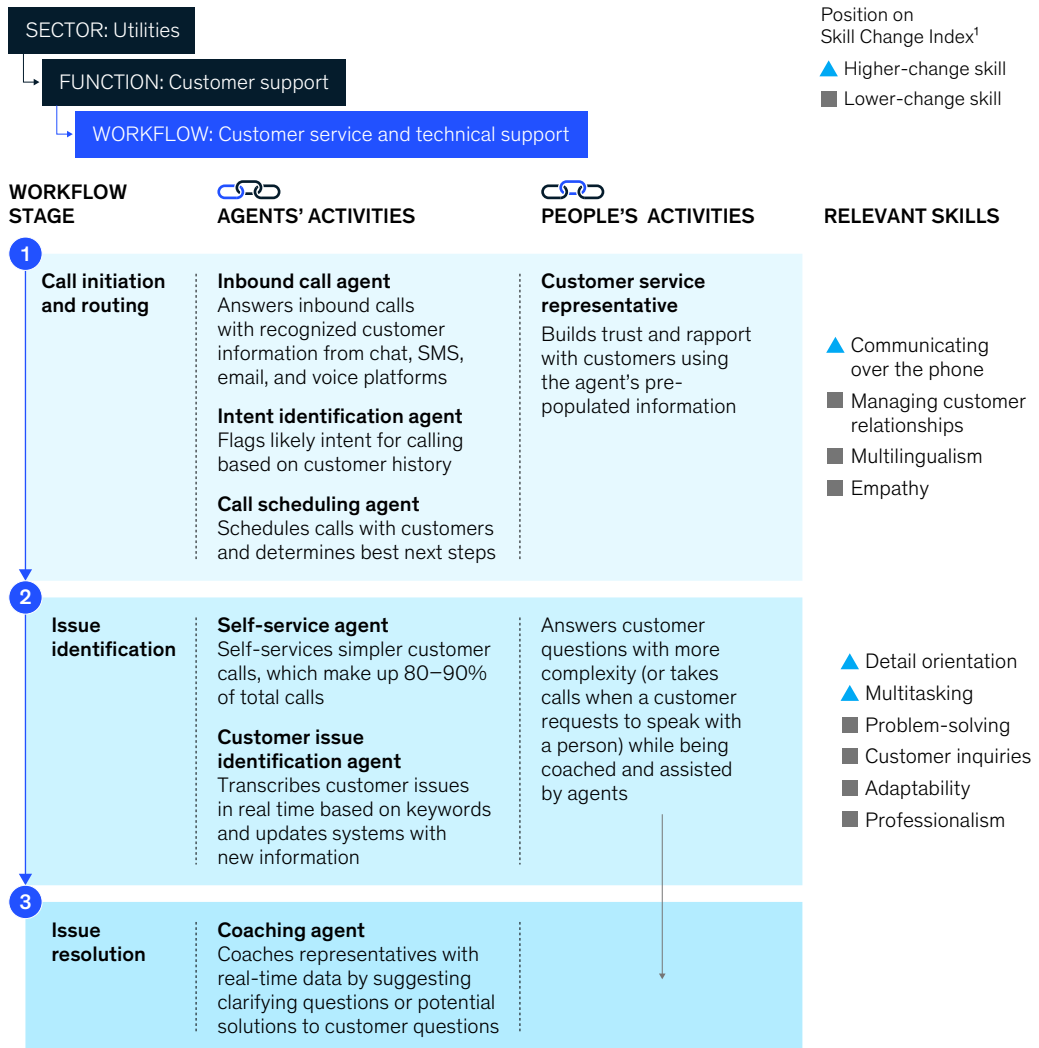 SECTOR: Utilities
FUNCTION: Customer support
WORKFLOW: Customer service and technical support
Position on
Skill Change Index¹
Higher-change skill
Lower-change skill
WORKFLOW
STAGE
AGENTS’ ACTIVITIES
PEOPLE’S ACTIVITIES
RELEVANT SKILLS
1
Call initiation
and routing
Inbound call agent
Answers inbound calls
with recognized customer
information from chat, SMS,
email, and voice platforms
Intent identification agent
Flags likely intent for calling
based on customer history
Call scheduling agent
Schedules calls with customers
and determines best next steps
Customer service
representative
Builds trust and rapport
with customers using
the agent’s pre-
populated information
Communicating
over the phone
Managing customer
relationships
Multilingualism
Empathy
2
Issue
identification
Self-service agent
Self-services simpler customer
calls, which make up 80–90%
of total calls
Customer issue
identification agent
Transcribes customer issues
in real time based on keywords
and updates systems with
new information
Answers customer
questions with more
complexity (or takes
calls when a customer
requests to speak with
a person) while being
coached and assisted
by agents
Detail orientation
Multitasking
Problem-solving
Customer inquiries
Adaptability
Professionalism
3
Issue
resolution
Coaching agent
Coaches representatives with
real-time data by suggesting
clarifying questions or potential
solutions to customer questions